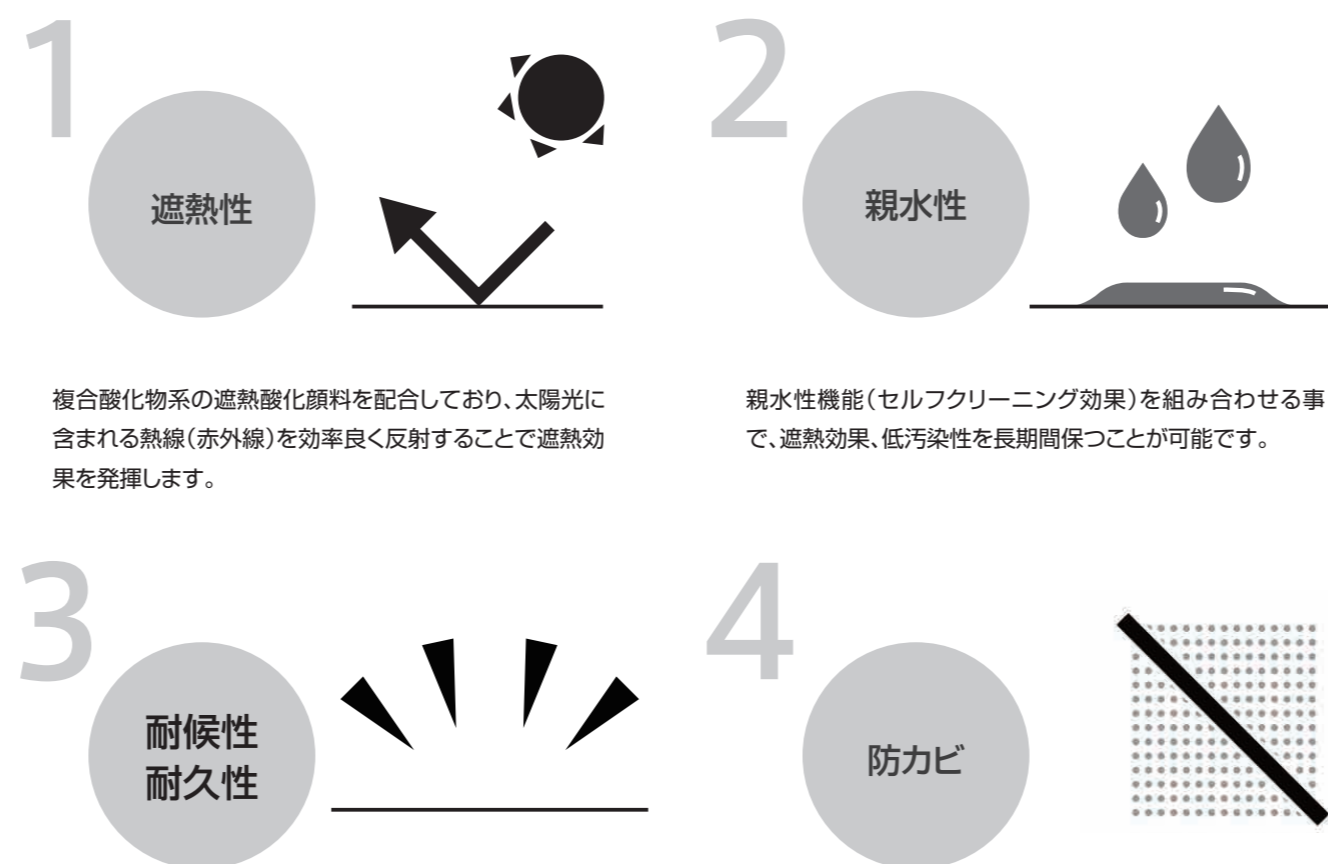 1
遮熱性
複合酸化物系の遮熱酸化顔料を配合しており、太陽光に
含まれる熱線（赤外線）を効率良く反射することで遮熱効
果を発揮します。
2
親水性
親水性機能（セルフクリーニング効果）を組み合わせる事
で、遮熱効果、低汚染性を長期間保つことが可能です。
3
耐候性
耐久性
4
防カビ